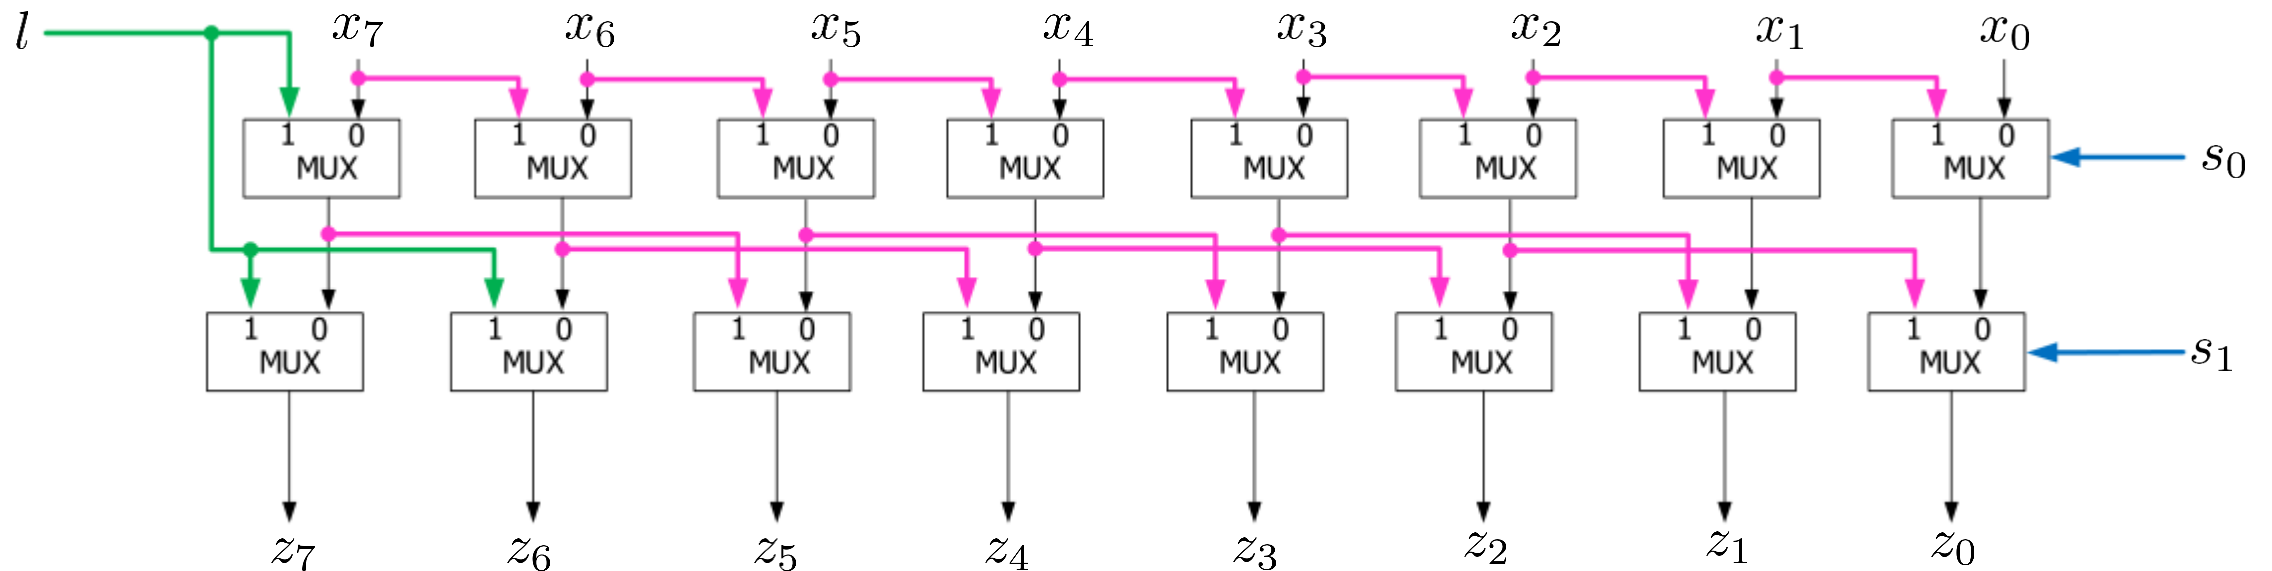 l x₇ x₆ x₅ x₄ x₃ x₂ x₁ x₀
1 0 1 0 1 0 1 0 1 0 1 0 1 0 1 0
MUX MUX MUX MUX MUX MUX MUX MUX s₀
1 0 1 0 1 0 1 0 1 0 1 0 1 0 1 0
MUX MUX MUX MUX MUX MUX MUX MUX s₁
z₇ z₆ z₅ z₄ z₃ z₂ z₁ z₀